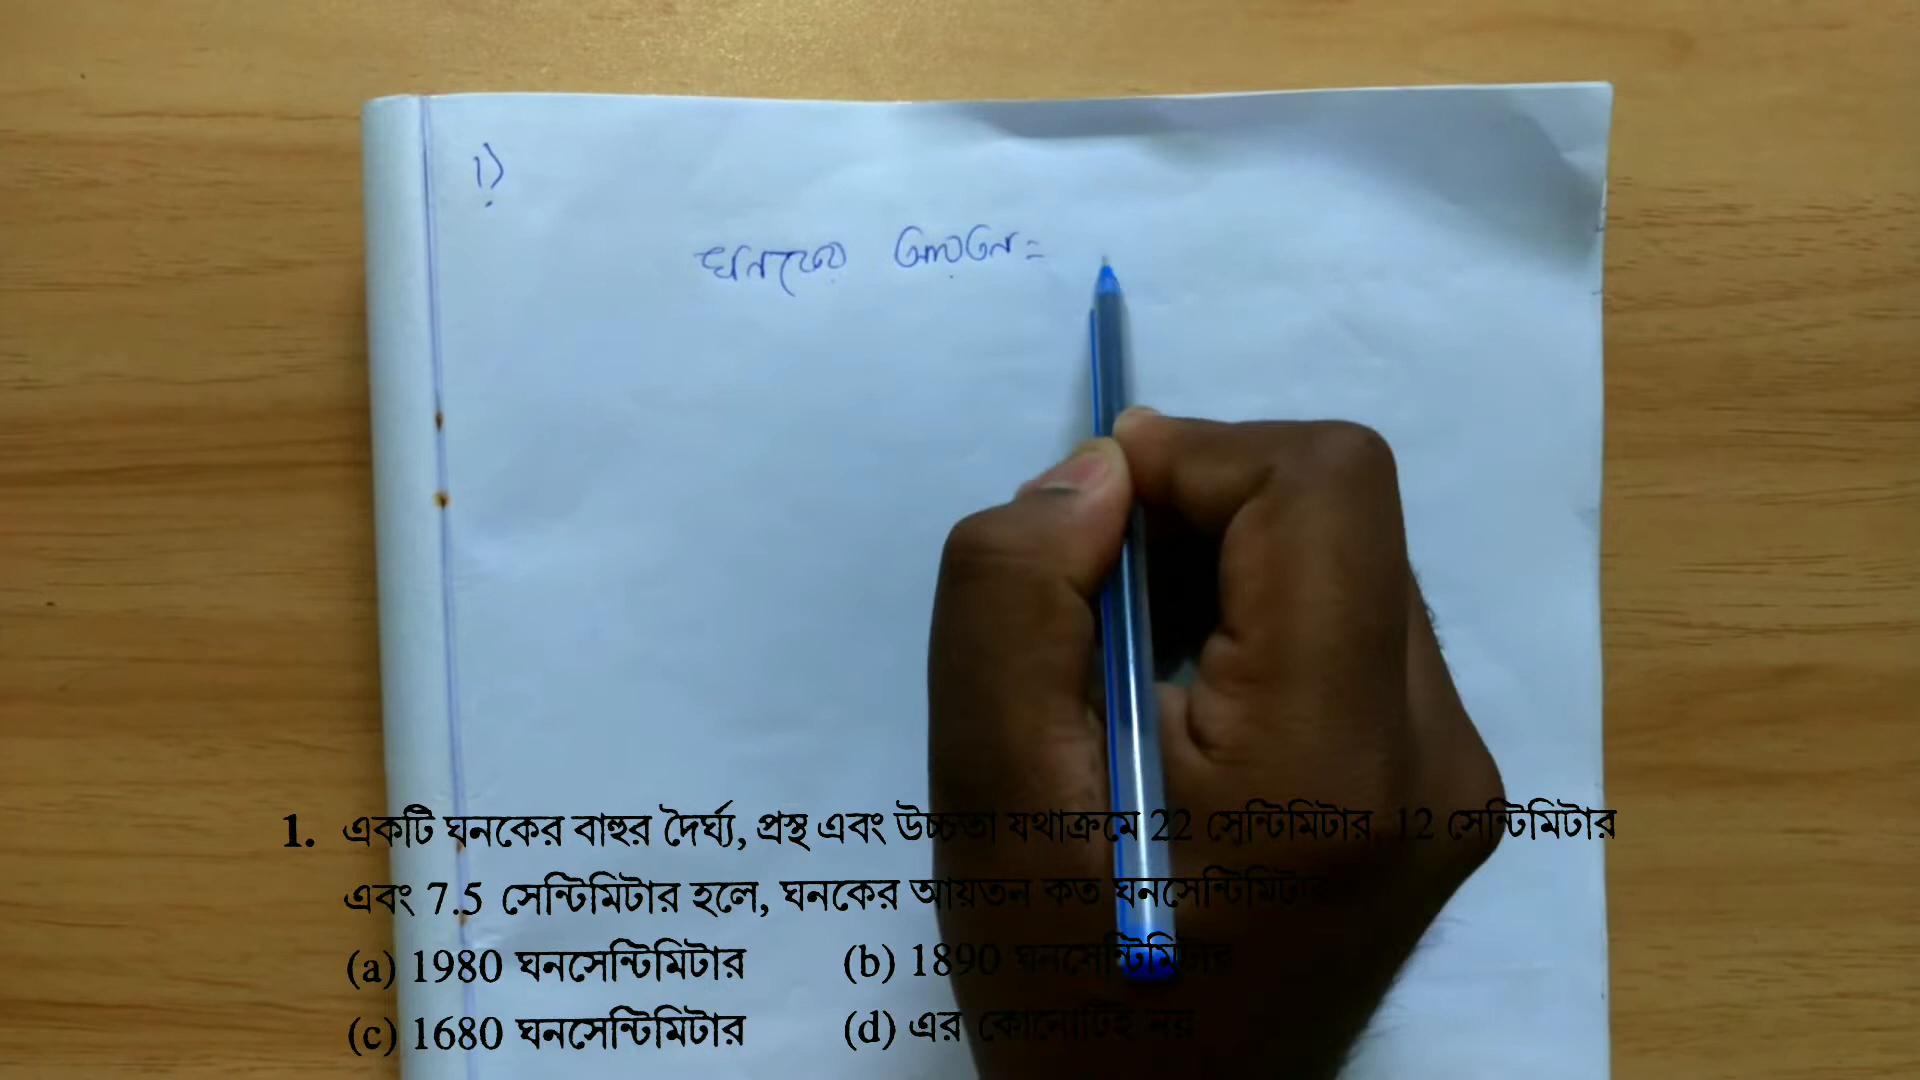 1)
ঘনকের আয়তন =
1. একটি ঘনকের বাহুর দৈর্ঘ্য, প্রস্থ এবং উচ্চতা যথাক্রমে 22 সেন্টিমিটার, 12 সেন্টিমিটার
এবং 7.5 সেন্টিমিটার হলে, ঘনকের আয়তন কত ঘনসেন্টিমিটার
(a) 1980 ঘনসেন্টিমিটার (b) 1890 ঘনসেন্টিমিটার
(c) 1680 ঘনসেন্টিমিটার (d) এর কোনোটিই নয়